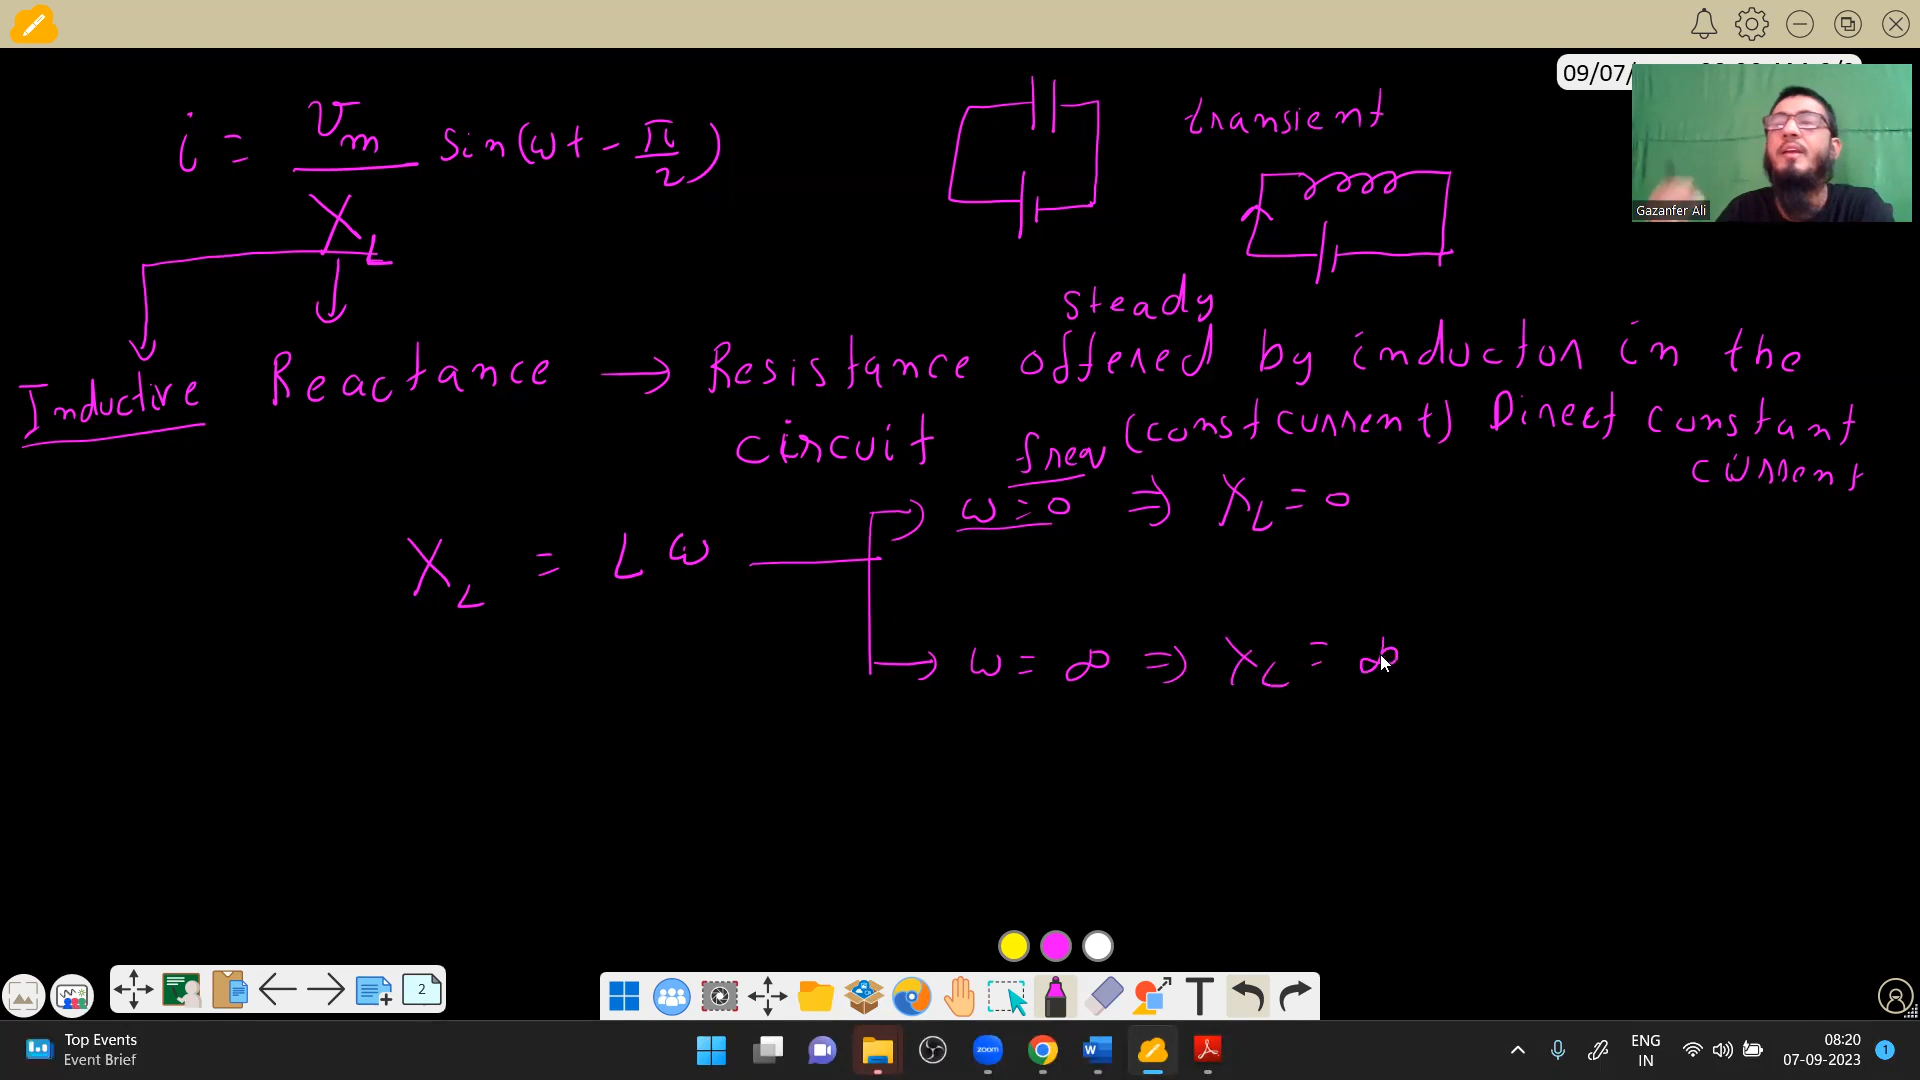 09/07/
Gazanfer Ali
i = Vm / XL sin(ωt - π/2)
transient
steady
Inductive Reactance → Resistance offered by inductor in the
circuit
freq (const current) Direct constant
current
ω = 0 ⇒ XL = 0
XL = Lω
ω = ∞ ⇒ XL = ∞
2
Top Events
Event Brief
zoom
W
ENG
IN
08:20
07-09-2023
1